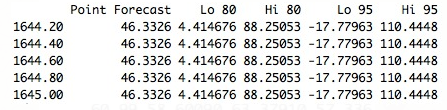 Point Forecast Lo 80 Hi 80 Lo 95 Hi 95
1644.20 46.3326 4.414676 88.25053 -17.77963 110.4448
1644.40 46.3326 4.414676 88.25053 -17.77963 110.4448
1644.60 46.3326 4.414676 88.25053 -17.77963 110.4448
1644.80 46.3326 4.414676 88.25053 -17.77963 110.4448
1645.00 46.3326 4.414676 88.25053 -17.77963 110.4448